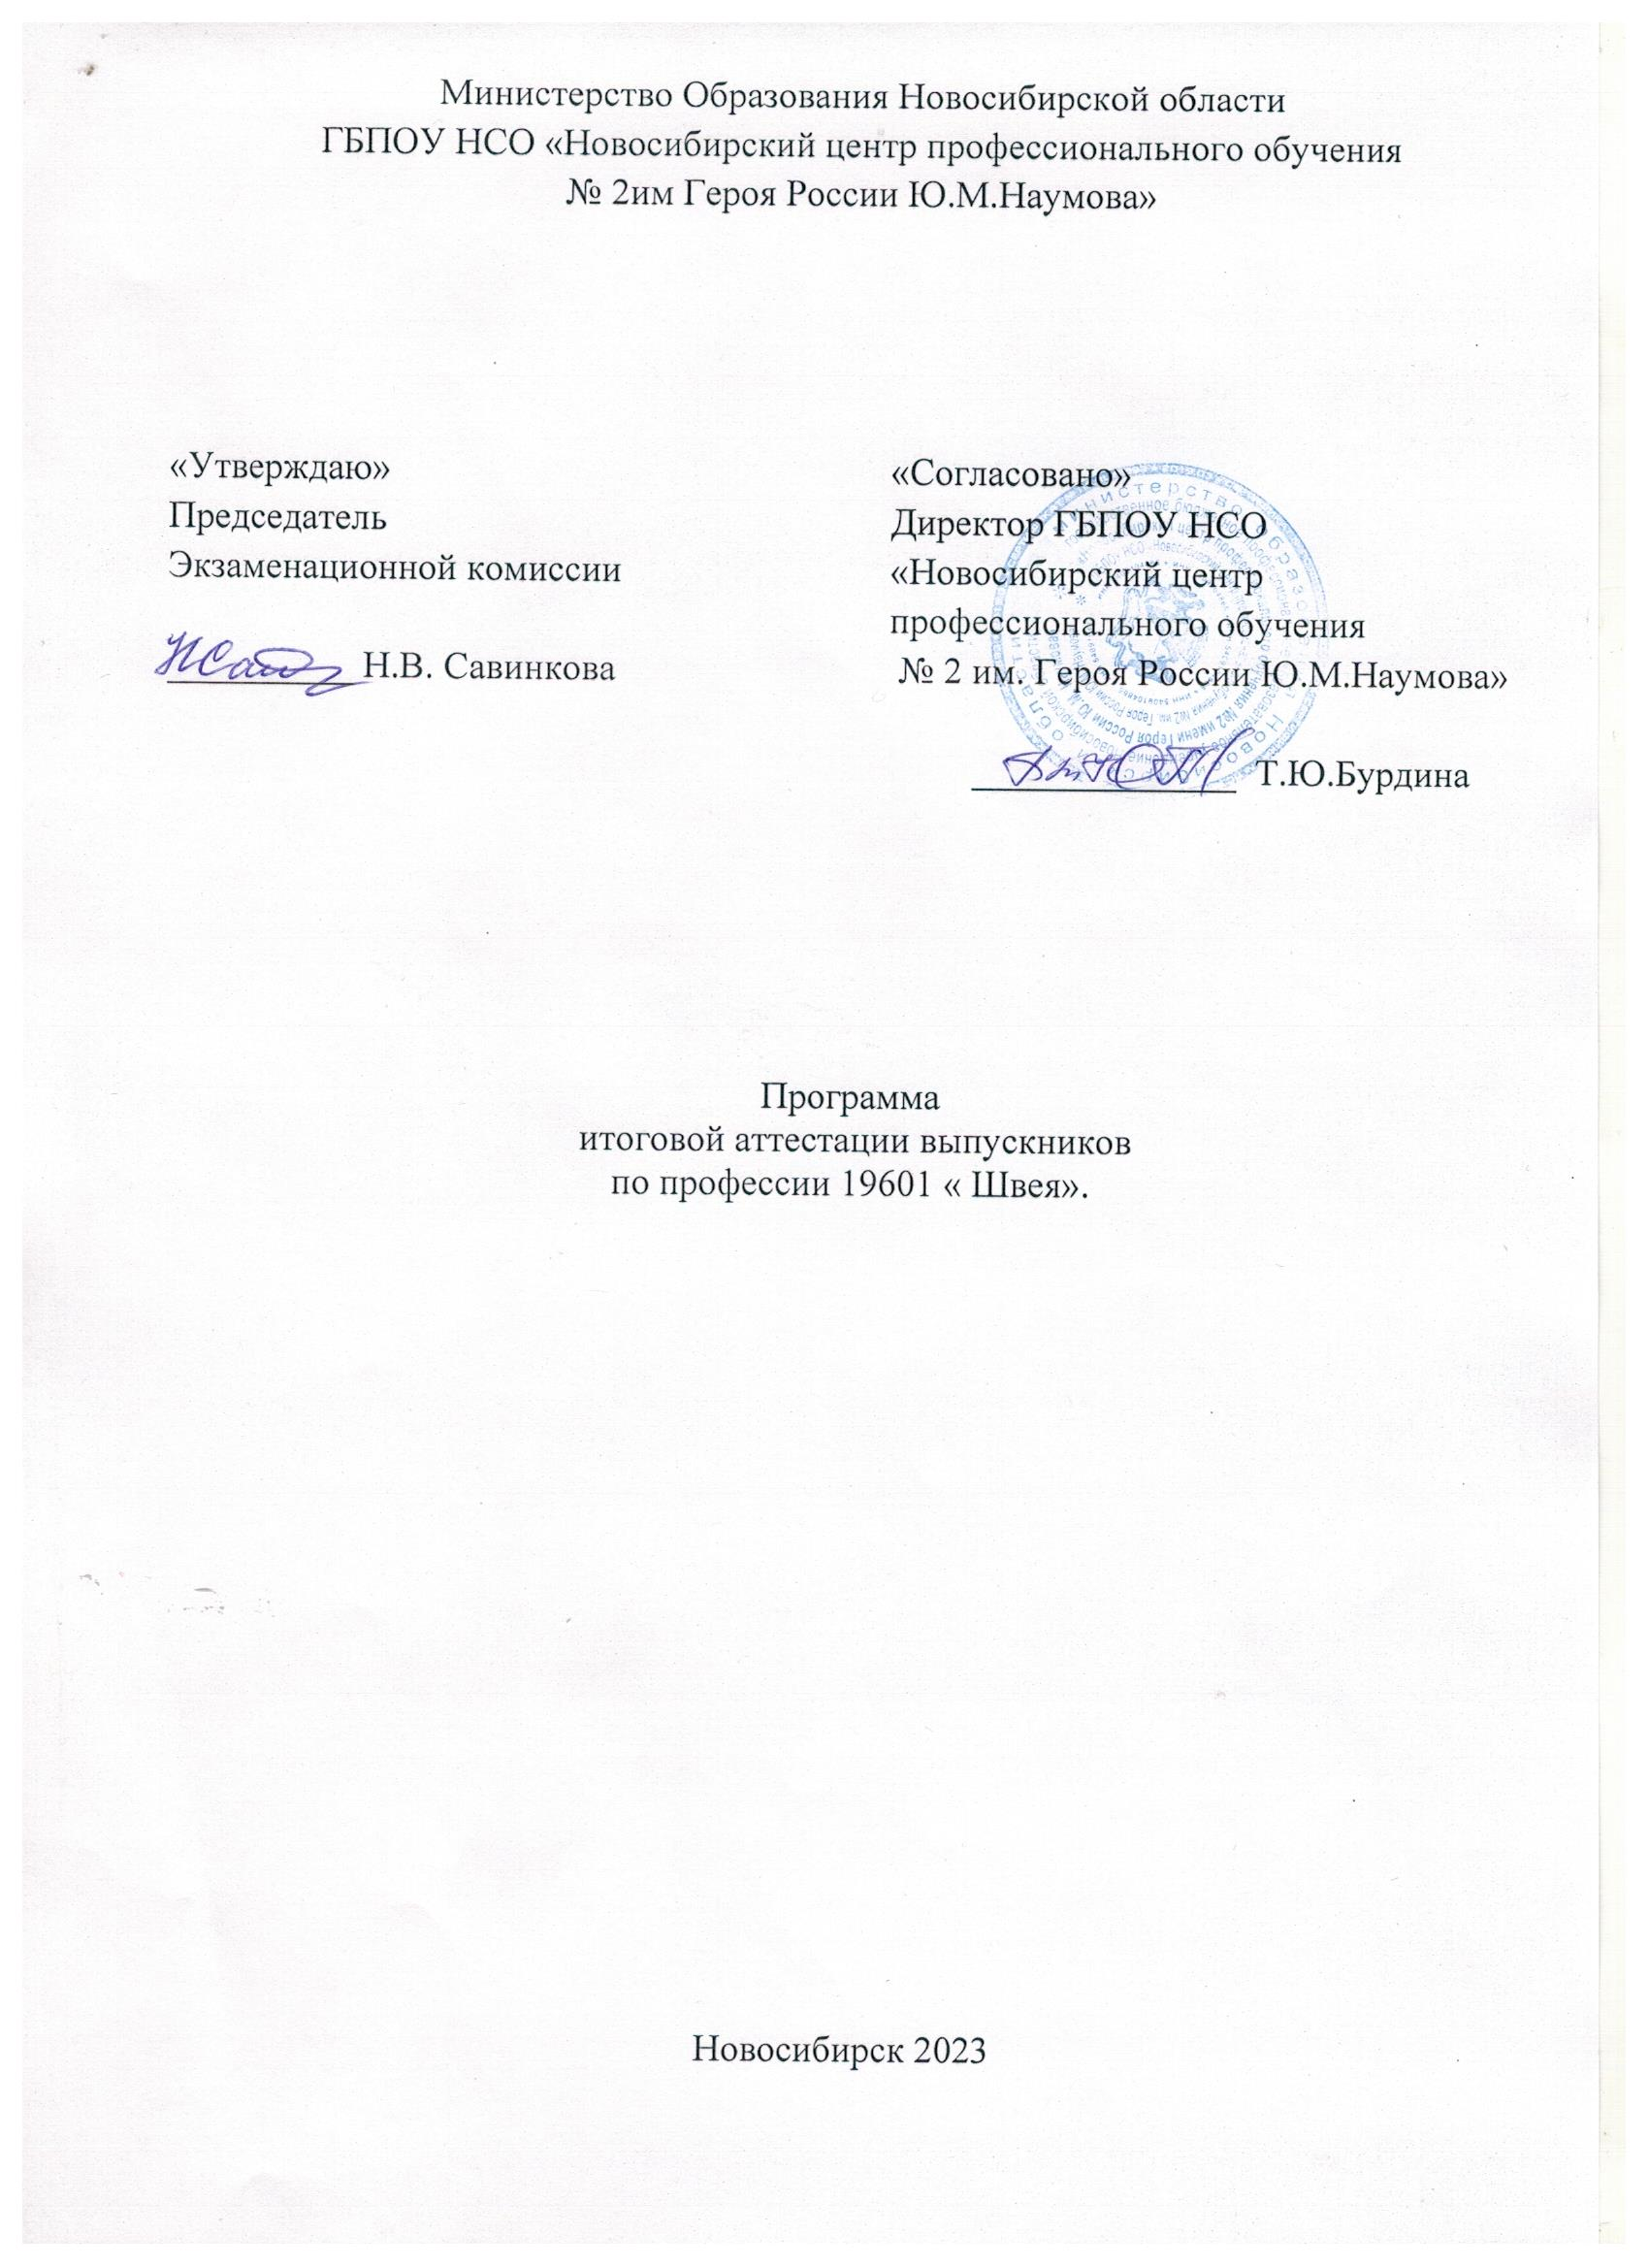 Министерство Образования Новосибирской области
ГБПОУ НСО «Новосибирский центр профессионального обучения
№ 2им Героя России Ю.М.Наумова»
«Утверждаю»
Председатель
Экзаменационной комиссии
Н.В. Савинкова
«Согласовано»
Директор ГБПОУ НСО
«Новосибирский центр
профессионального обучения
№ 2 им. Героя России Ю.М.Наумова»
Т.Ю.Бурдина
Программа
итоговой аттестации выпускников
по профессии 19601 « Швея».
Новосибирск 2023